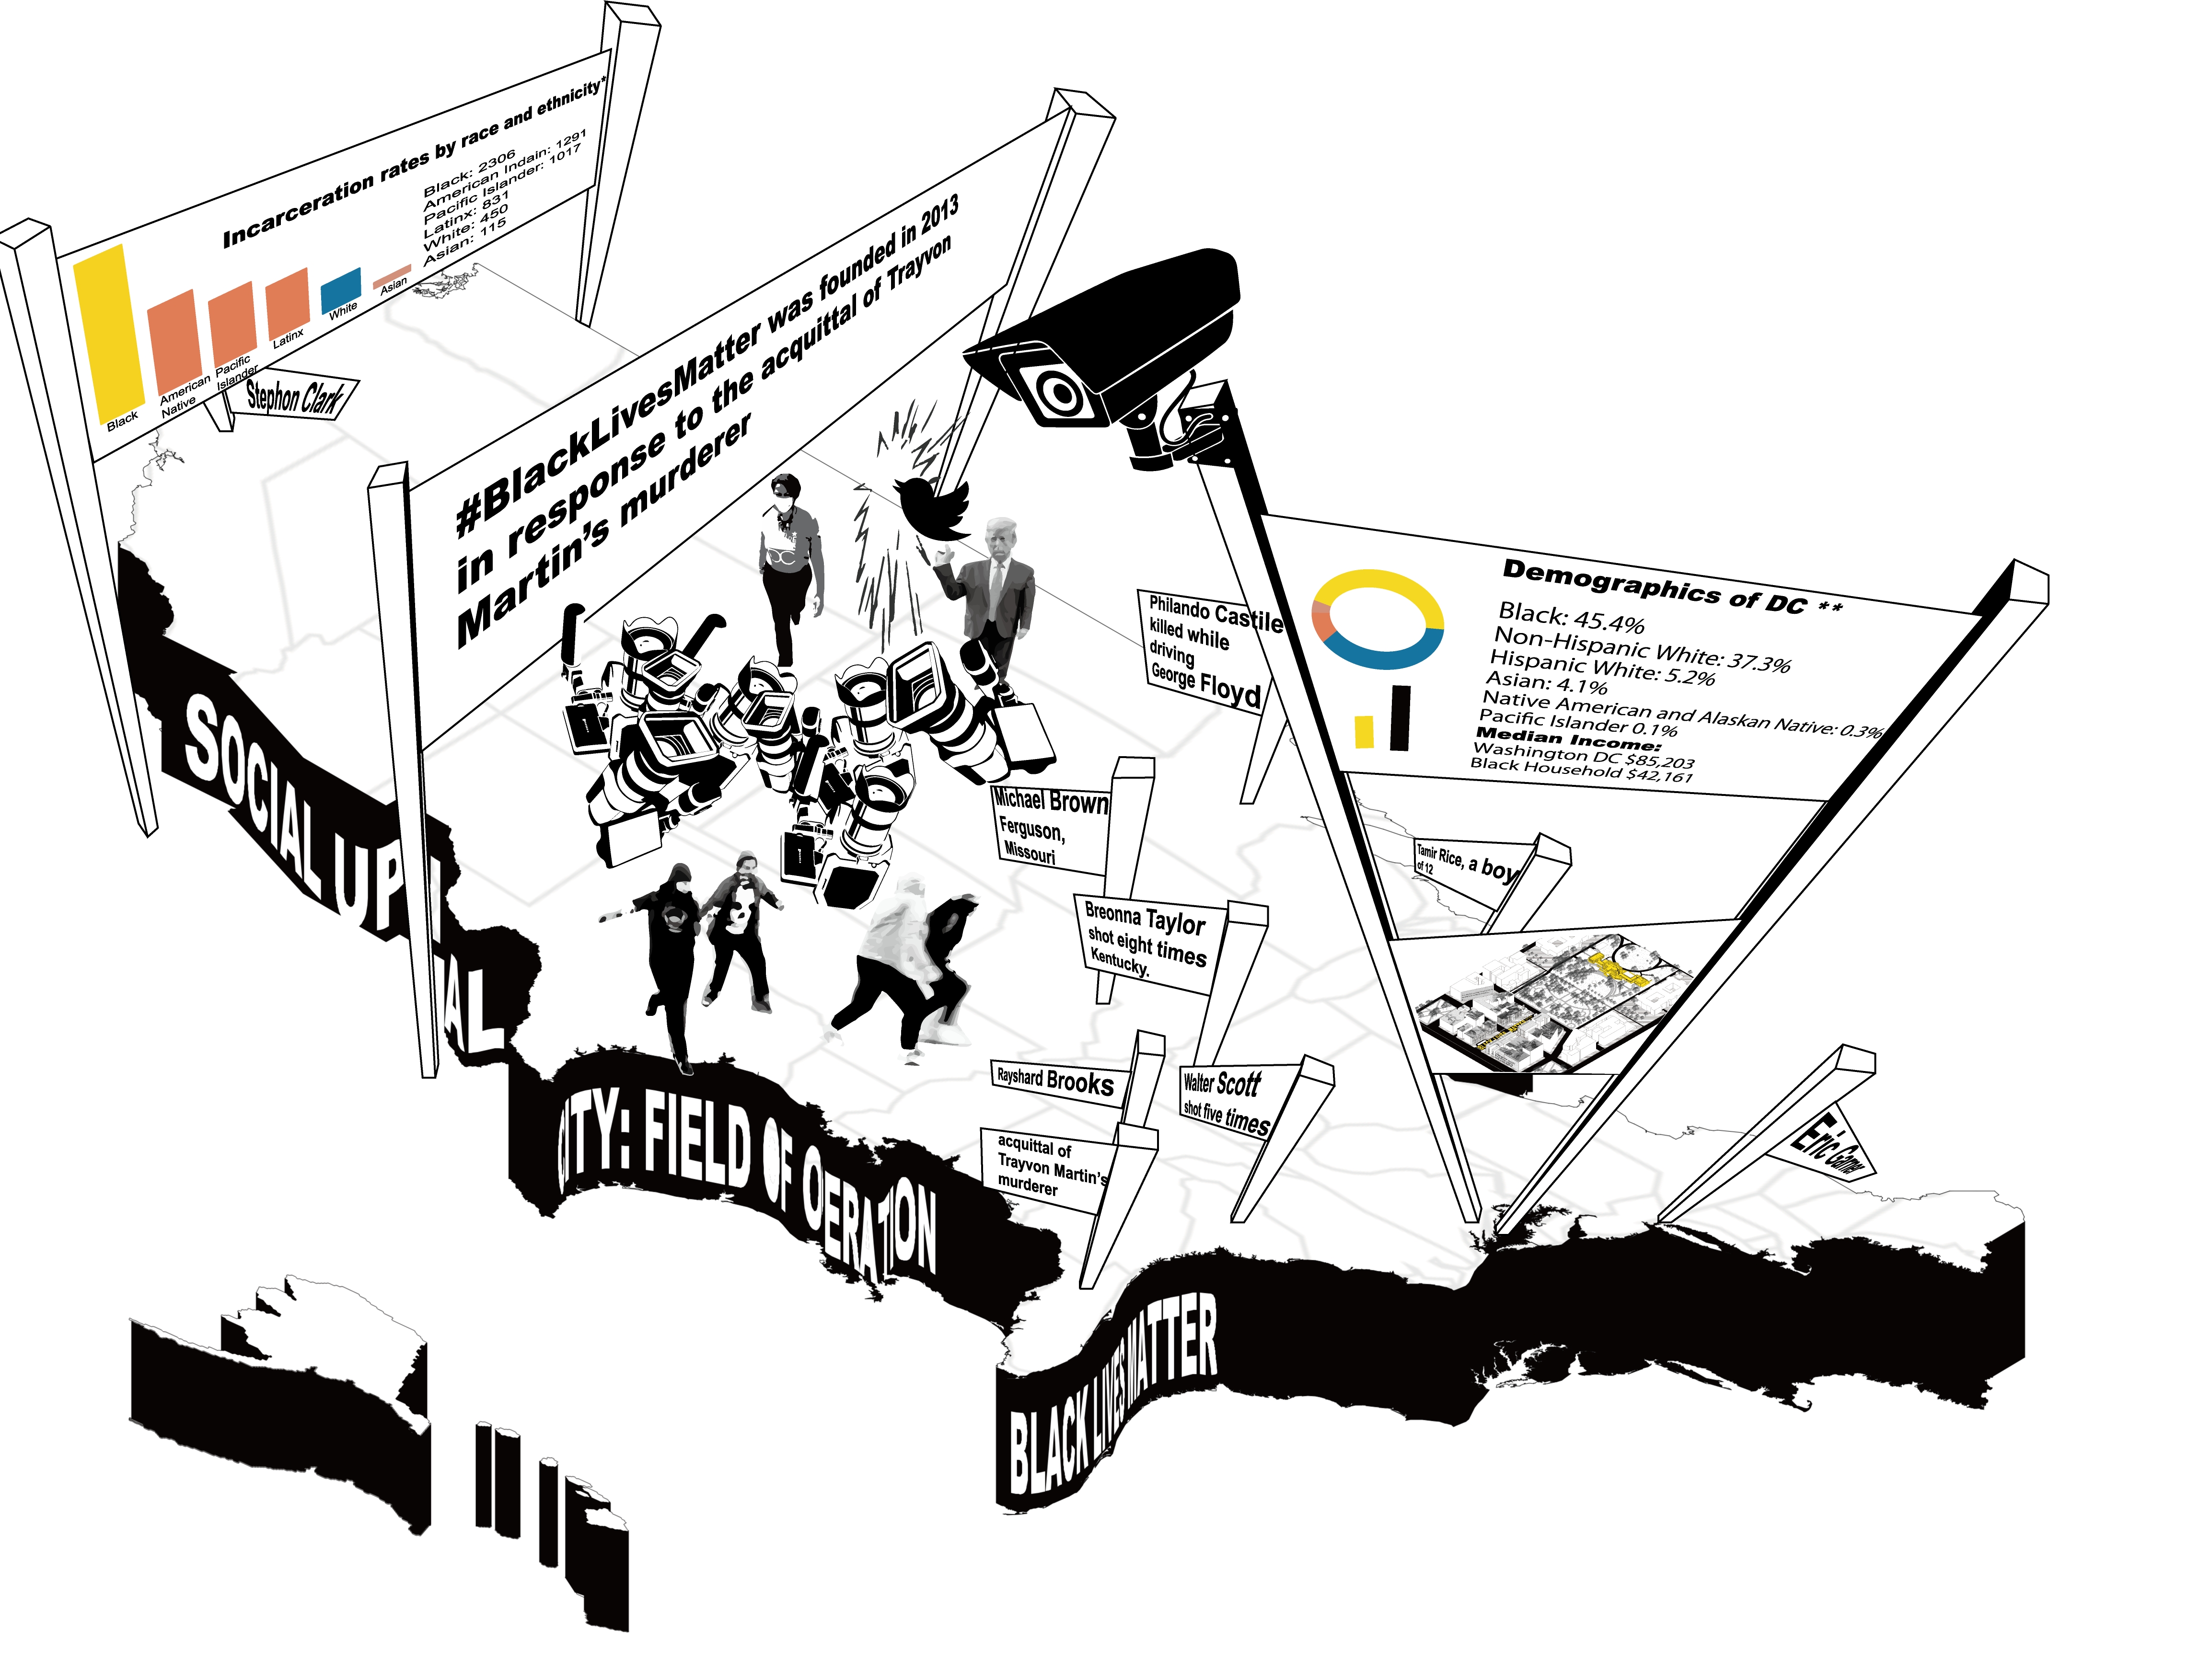 Incarceration rates by race and ethnicity*
Black: 2306
American Indain: 1291
Pacific Islander: 1017
Latinx: 831
White: 450
Asian: 115
Black
American
Native
Pacific
Islander
Latinx
White
Asian
Stephon Clark
#BlackLivesMatter was founded in 2013
in response to the acquittal of Trayvon
Martin's murderer
Philando Castile
killed while
driving
George Floyd
Demographics of DC **
Black: 45.4%
Non-Hispanic White: 37.3%
Hispanic White: 5.2%
Asian: 4.1%
Native American and Alaskan Native: 0.3%
Pacific Islander 0.1%
Median Income:
Washington DC $85,203
Black Household $42,161
Michael Brown
Ferguson,
Missouri
Tamir Rice, a boy
of 12
Breonna Taylor
shot eight times
Kentucky.
Rayshard Brooks
Walter Scott
shot five times
acquittal of
Trayvon Martin's
murderer
Eric Garner
SOCIAL UP
AL
CITY: FIELD OF OERATION
BLACK LIVES MATTER